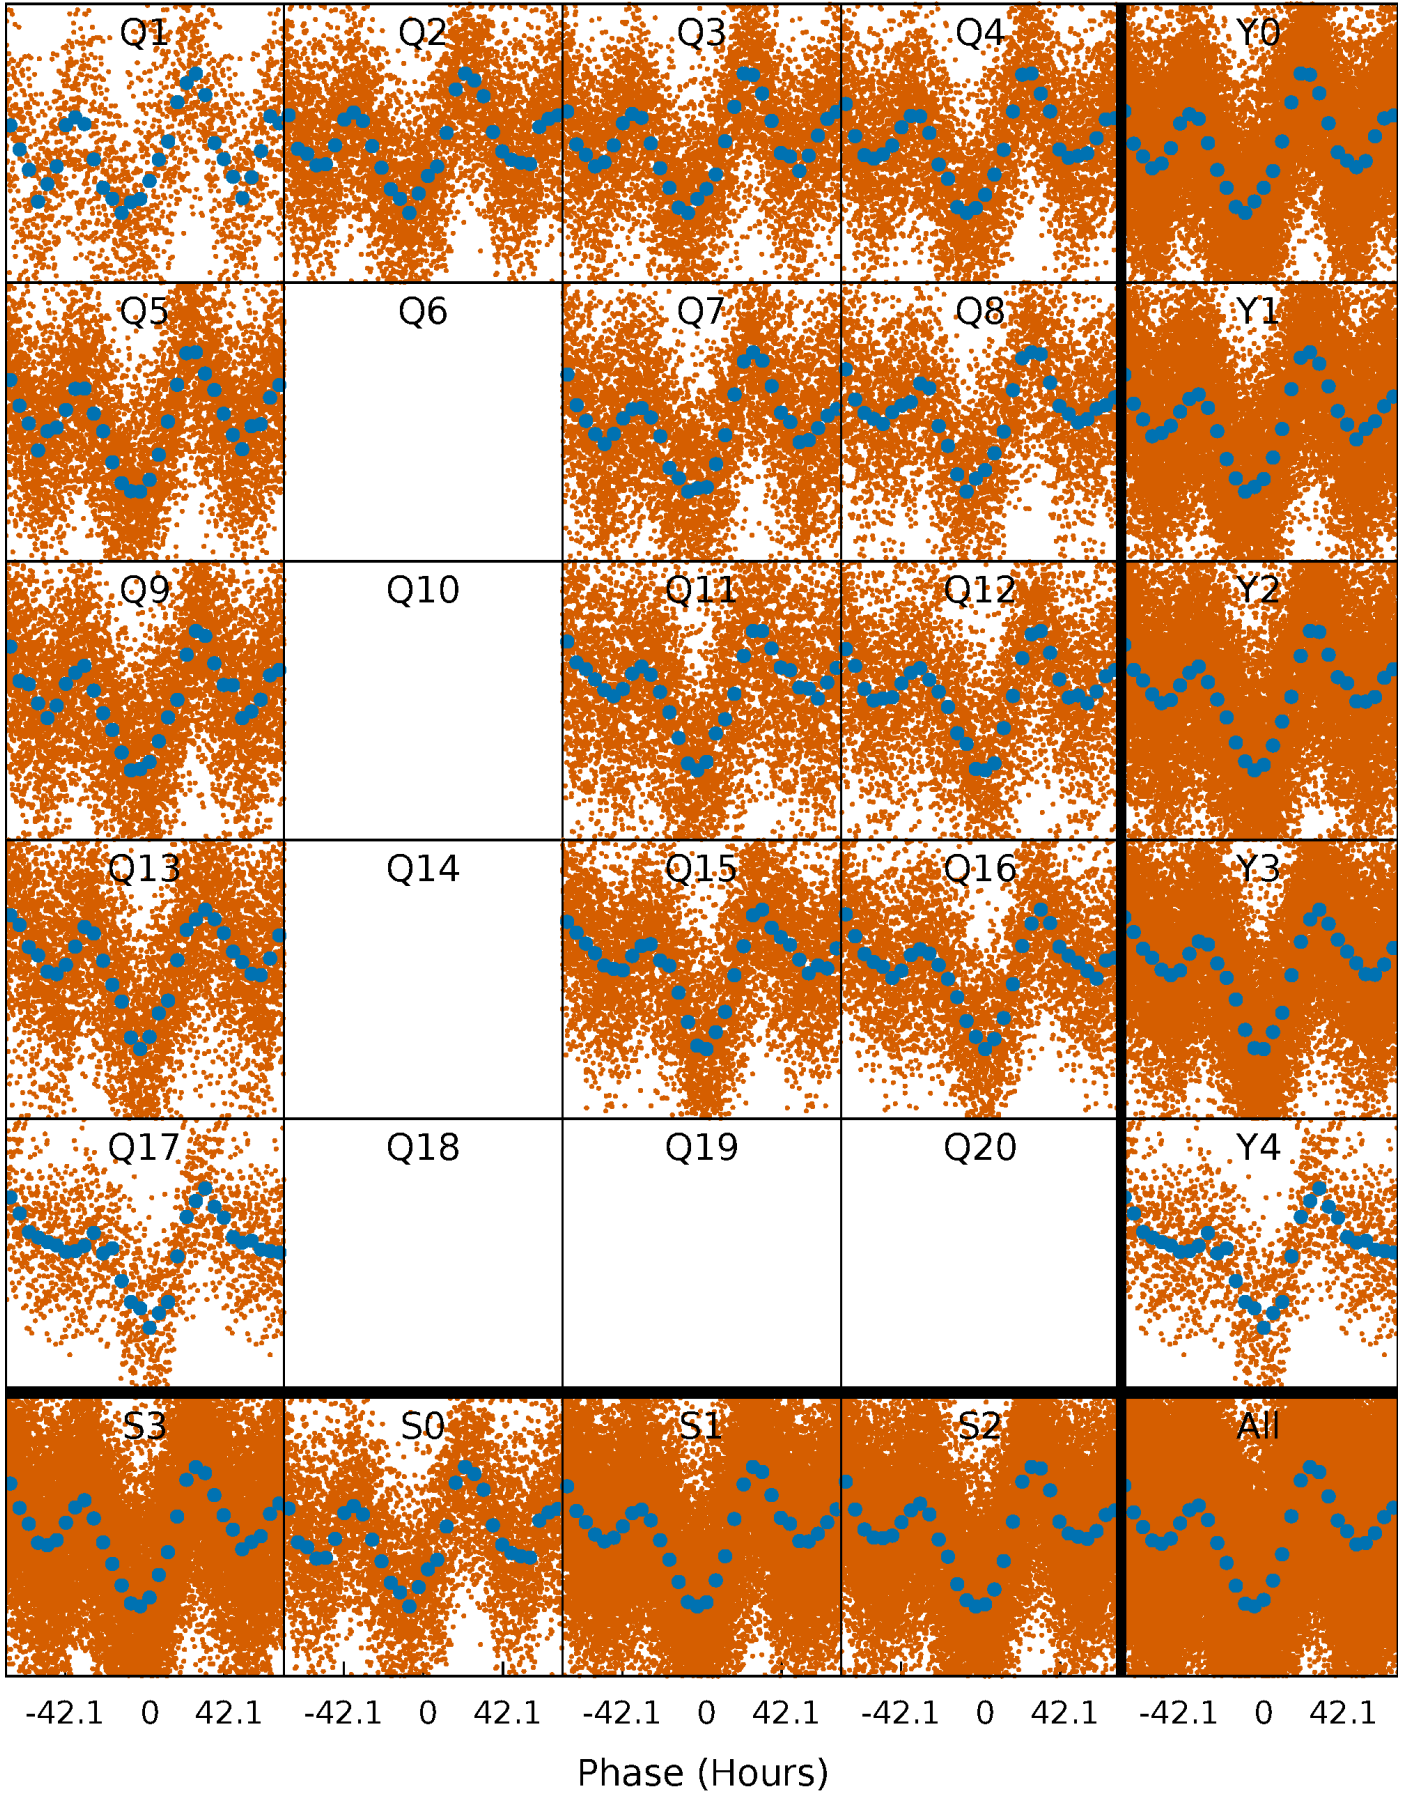 Q1 Q2 Q3 Q4 Y0
Q5 Q6 Q7 Q8 Y1
Q9 Q10 Q11 Q12 Y2
Q13 Q14 Q15 Q16 Y3
Q17 Q18 Q19 Q20 Y4
S3 S0 S1 S2 All
-42.1 0 42.1 -42.1 0 42.1 -42.1 0 42.1 -42.1 0 42.1 -42.1 0 42.1
Phase (Hours)